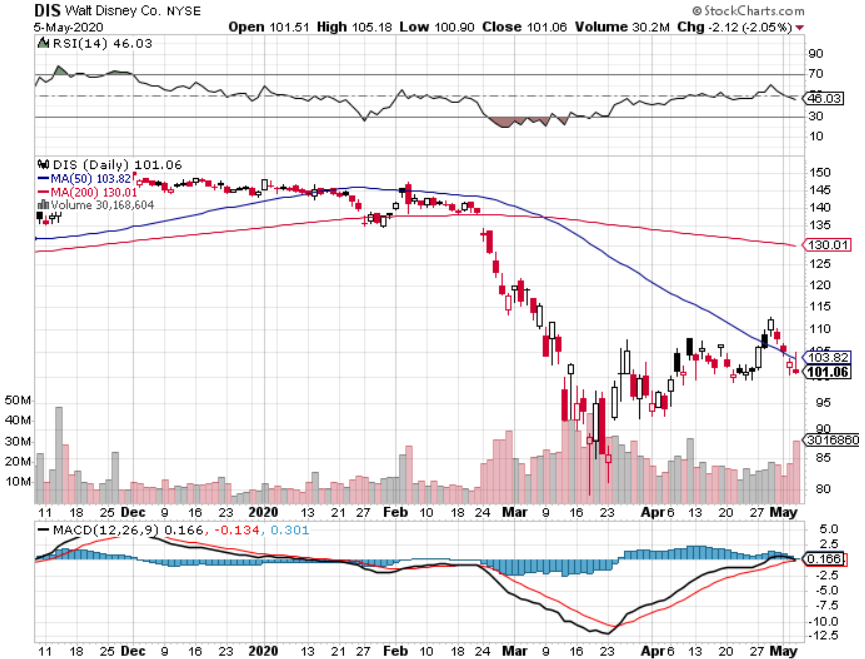 DIS Walt Disney Co. NYSE © StockCharts.com
5-May-2020 Open 101.51 High 105.18 Low 100.90 Close 101.06 Volume 30.2M Chg -2.12 (-2.05%)
RSI(14) 46.03
90
70
46.03
30
10
DIS (Daily) 101.06
MA(50) 103.82
MA(200) 130.01
Volume 30,168,604
150
145
140
135
130.01
125
120
115
110
105
103.82
101.06
95
90
85
80
50M
40M
30M
20M
10M
3016860
11 18 25 Dec 9 16 23 2020 13 21 27 Feb 10 18 24 Mar 9 16 23 Apr 6 13 20 27 May
MACD(12,26,9) 0.166, -0.134, 0.301
5.0
2.5
0.166
-2.5
-5.0
-7.5
-10.0
-12.5
11 18 25 Dec 9 16 23 2020 13 21 27 Feb 10 18 24 Mar 9 16 23 Apr 6 13 20 27 May